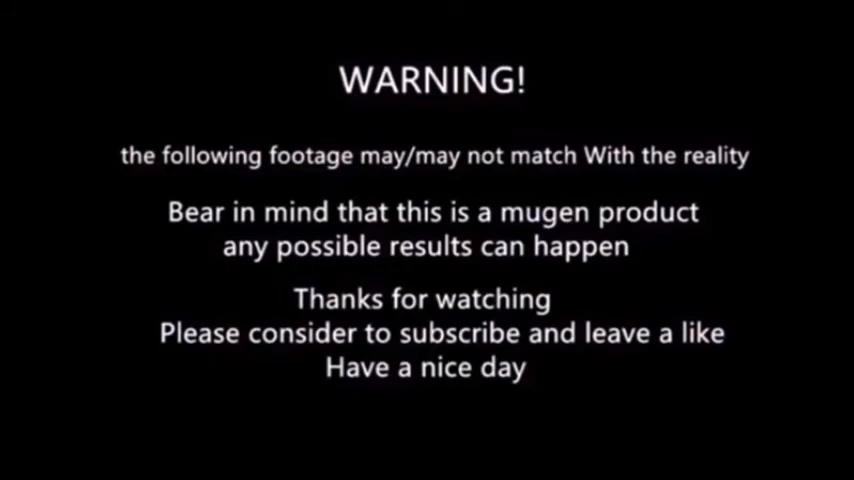 WARNING!
the following footage may/may not match With the reality
Bear in mind that this is a mugen product
any possible results can happen
Thanks for watching
Please consider to subscribe and leave a like
Have a nice day